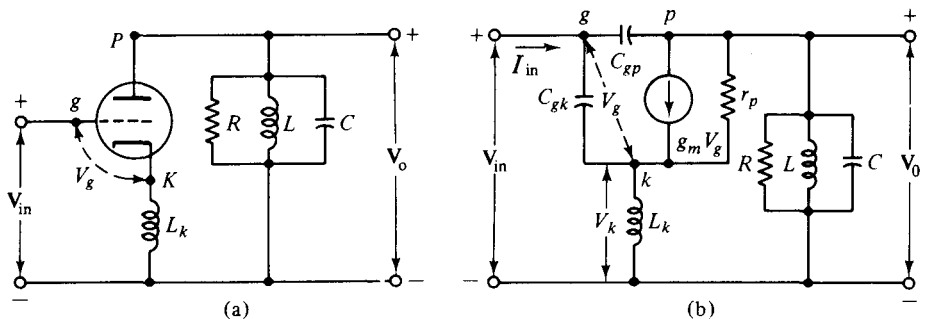 P
+
+
g
R
L
C
V_g
K
V_in
V_o
L_k
−
−
(a)
g
p
+
+
I_in
C_gp
C_gk
V_g
r_p
g_m V_g
V_in
R
L
C
V_0
k
V_k
L_k
−
−
(b)